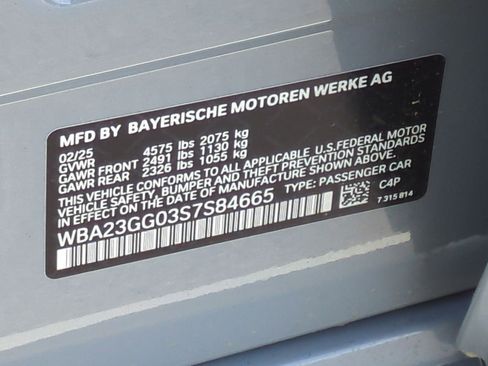 MFD BY BAYERISCHE MOTOREN WERKE AG
02/25 4575 lbs 2075 kg
GVWR
GAWR FRONT 2491 lbs 1130 kg
GAWR REAR 2326 lbs 1055 kg
THIS VEHICLE CONFORMS TO ALL APPLICABLE U.S.FEDERAL MOTOR
VEHICLE SAFETY, BUMPER AND THEFT PREVENTION STANDARDS
IN EFFECT ON THE DATE OF MANUFACTURE SHOWN ABOVE.
WBA23GG03S7S84665 TYPE: PASSENGER CAR
C4P
7 315 814